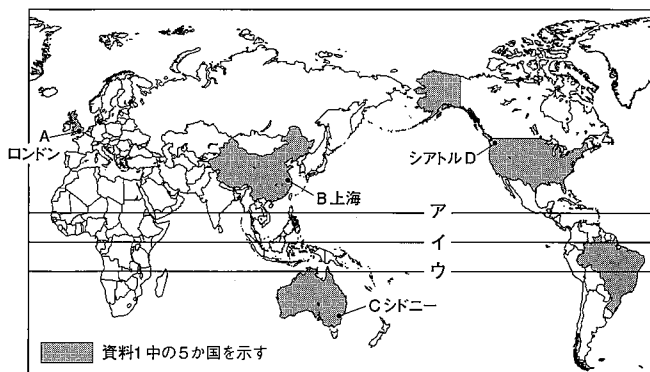 A
ロンドン
シアトルD
B上海
ア
イ
ウ
Cシドニー
資料1中の5か国を示す